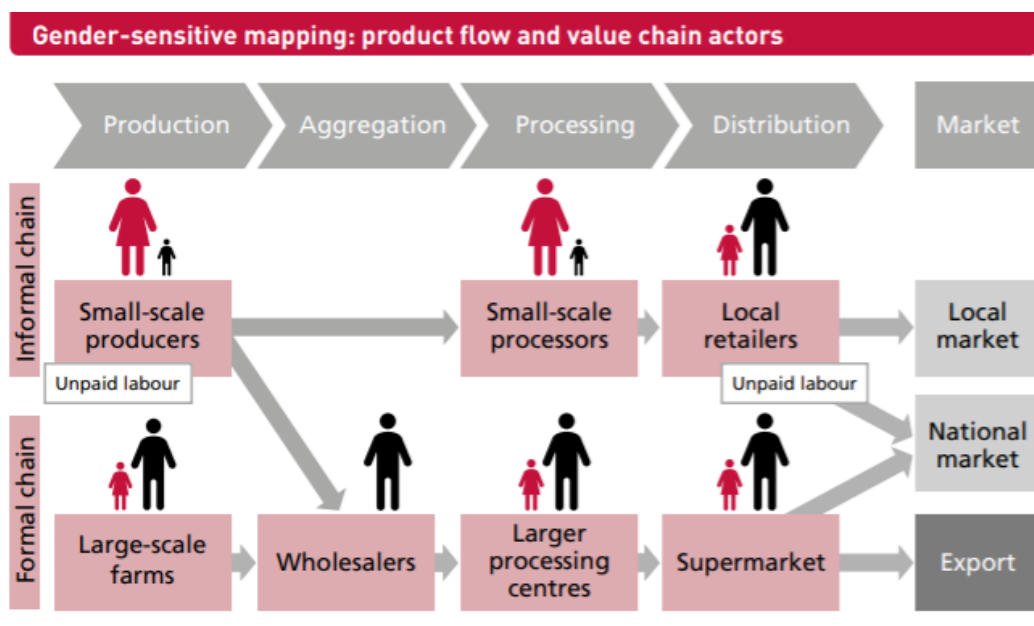 Gender-sensitive mapping: product flow and value chain actors
Production
Aggregation
Processing
Distribution
Market
Informal chain
Small-scale
producers
Unpaid labour
Small-scale
processors
Local
retailers
Unpaid labour
Local
market
National
market
Formal chain
Large-scale
farms
Wholesalers
Larger
processing
centres
Supermarket
Export